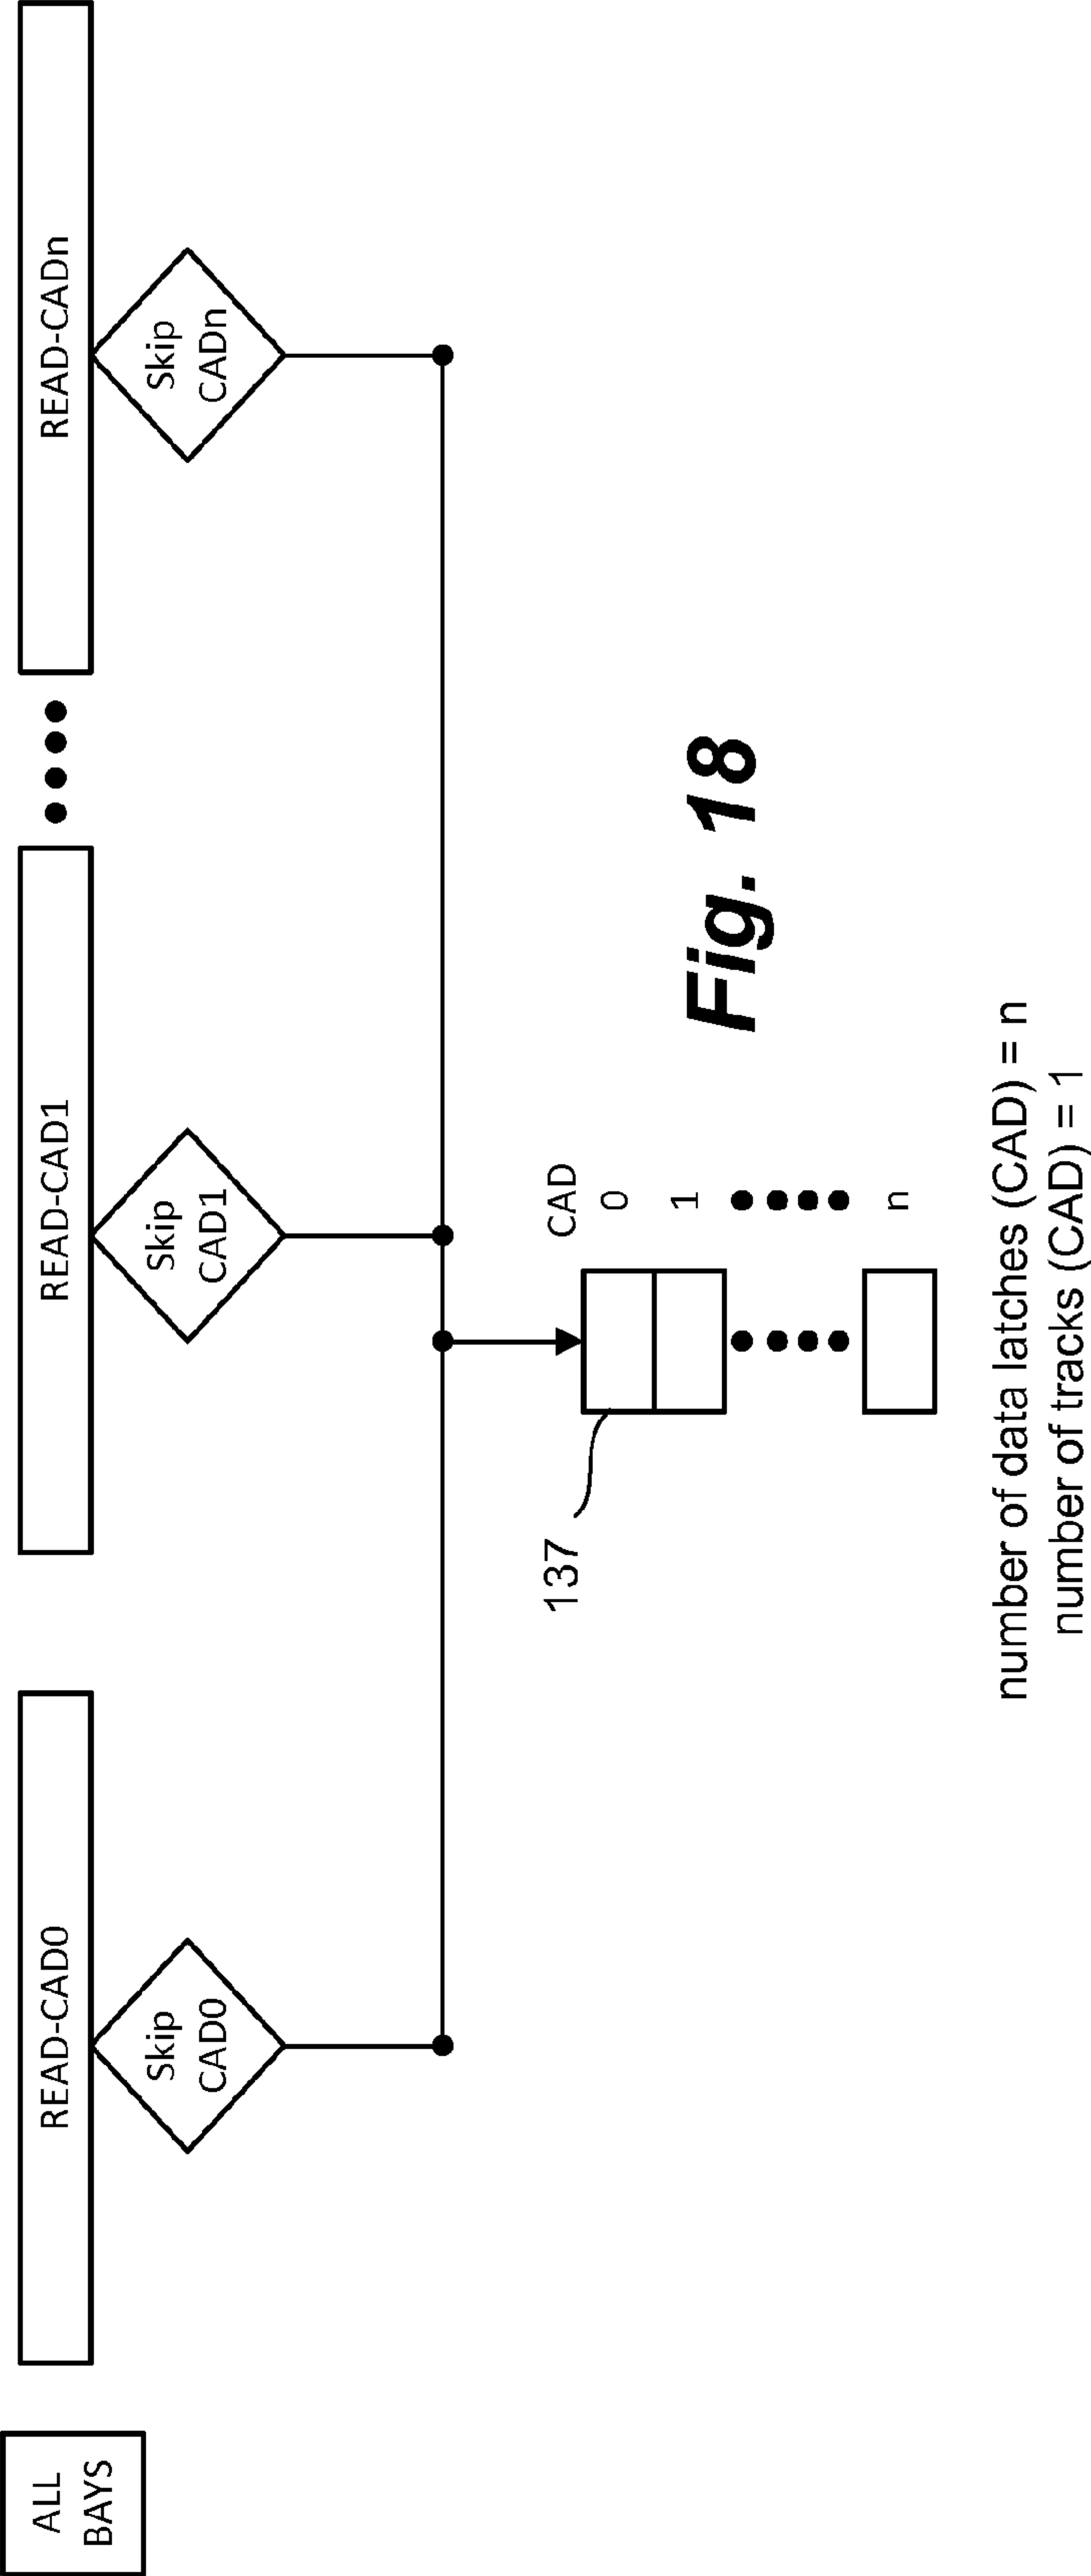 ALL
BAYS
READ-CAD0
READ-CAD1
READ-CADn
Skip
CAD0
Skip
CAD1
Skip
CADn
137
CAD
0
1
n
Fig. 18
number of data latches (CAD) = n
number of tracks (CAD) = 1